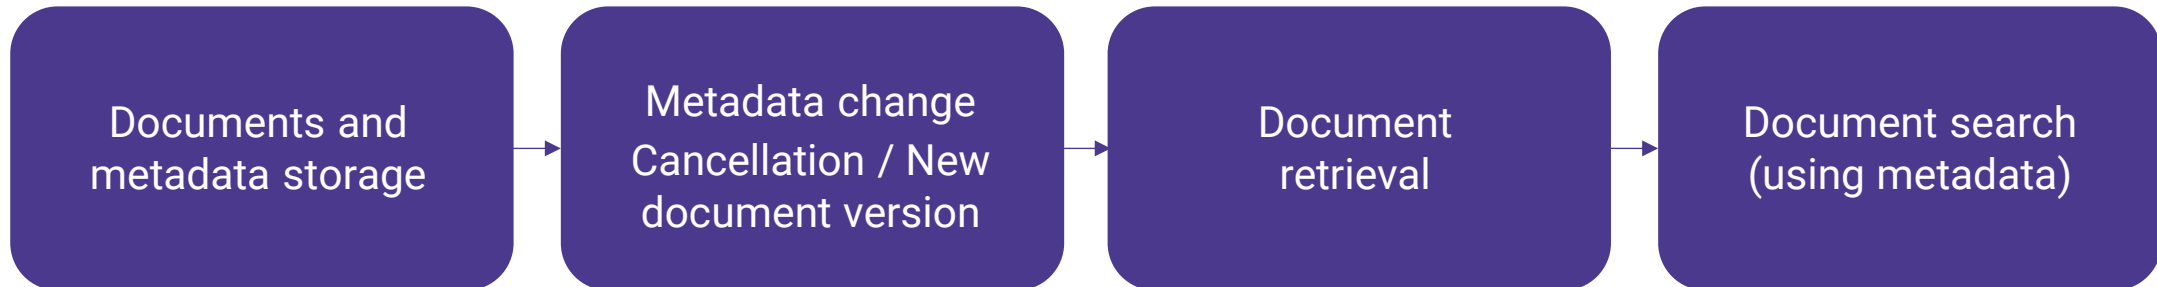 Documents and
metadata storage
Metadata change
Cancellation / New
document version
Document
retrieval
Document search
(using metadata)